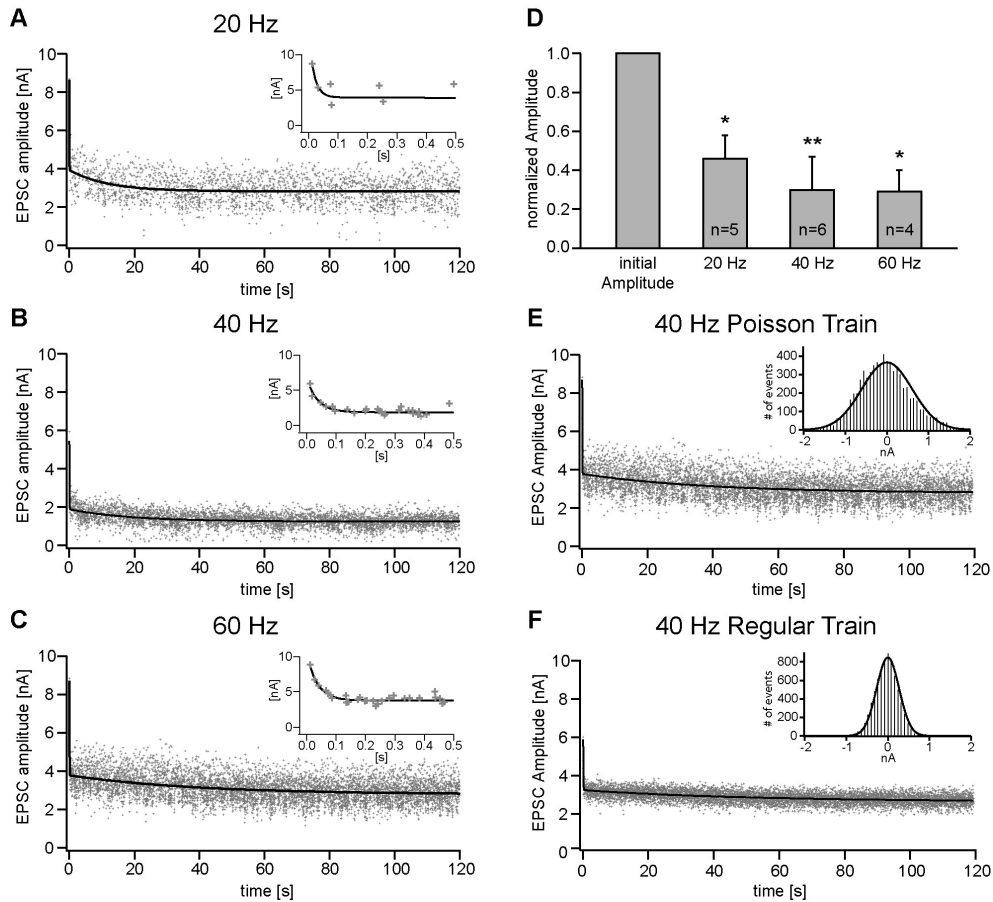 A 20 Hz
EPSC amplitude [nA]
10
8
6
4
2
0
0 20 40 60 80 100 120
time [s]
[nA]
10
5
0
0.0 0.1 0.2 0.3 0.4 0.5
[s]
B 40 Hz
EPSC amplitude [nA]
10
8
6
4
2
0
0 20 40 60 80 100 120
time [s]
[nA]
10
5
0
0.0 0.1 0.2 0.3 0.4 0.5
[s]
C 60 Hz
EPSC amplitude [nA]
10
8
6
4
2
0
0 20 40 60 80 100 120
time [s]
[nA]
10
5
0
0.0 0.1 0.2 0.3 0.4 0.5
[s]
D
normalized Amplitude
1.0
0.8
0.6
0.4
0.2
0.0
* ** *
n=5 n=6 n=4
initial 20 Hz 40 Hz 60 Hz
Amplitude
E 40 Hz Poisson Train
EPSC Amplitude [nA]
10
8
6
4
2
0
0 20 40 60 80 100 120
time [s]
# of events
400
300
200
100
0
-2 -1 0 1 2
nA
F 40 Hz Regular Train
EPSC Amplitude [nA]
10
8
6
4
2
0
0 20 40 60 80 100 120
time [s]
# of events
800
600
400
200
0
-2 -1 0 1 2
nA